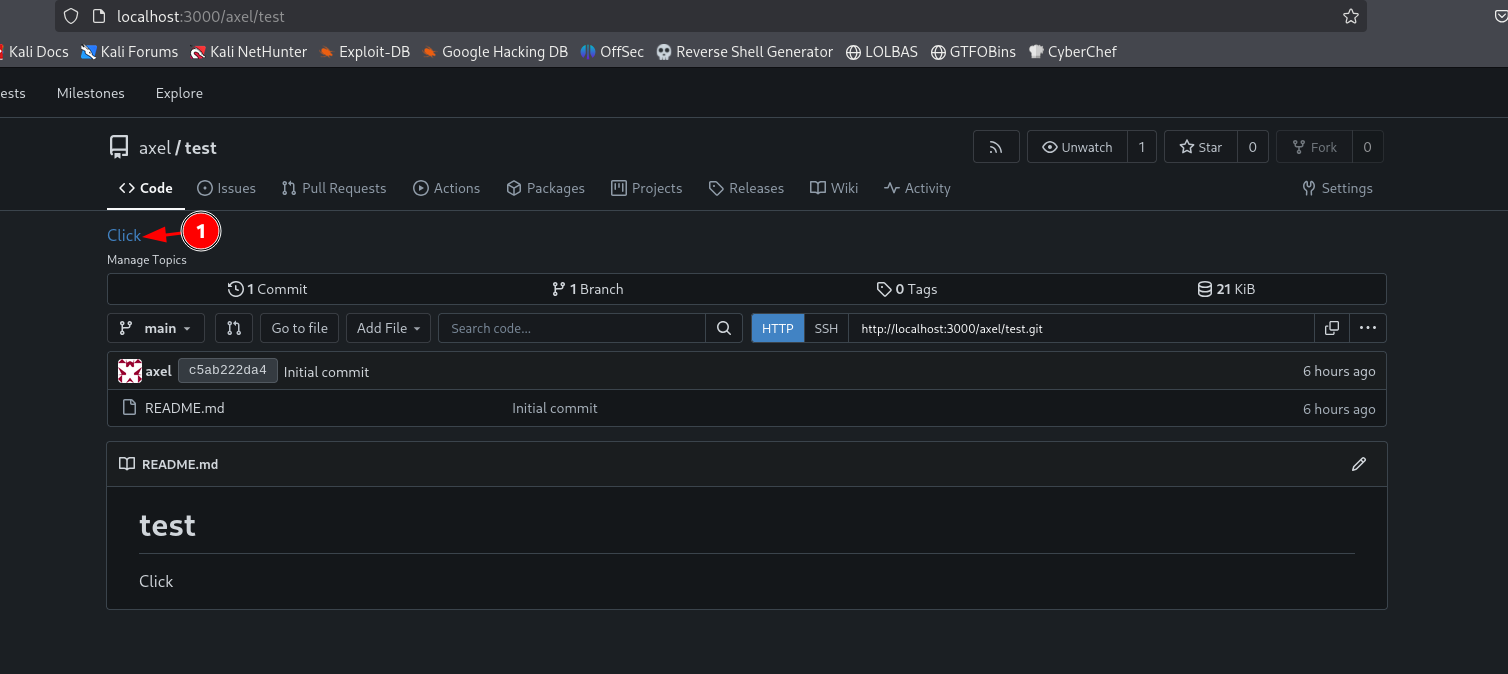 localhost:3000/axel/test
Kali Docs Kali Forums Kali NetHunter Exploit-DB Google Hacking DB OffSec Reverse Shell Generator LOLBAS GTFOBins CyberChef
ests Milestones Explore
axel / test Unwatch 1 Star 0 Fork 0
<> Code Issues Pull Requests Actions Packages Projects Releases Wiki Activity Settings
Click 1
Manage Topics
1 Commit 1 Branch 0 Tags 21 KiB
main Go to file Add File Search code... HTTP SSH http://localhost:3000/axel/test.git
axel c5ab222da4 Initial commit 6 hours ago
README.md Initial commit 6 hours ago
README.md
test
Click